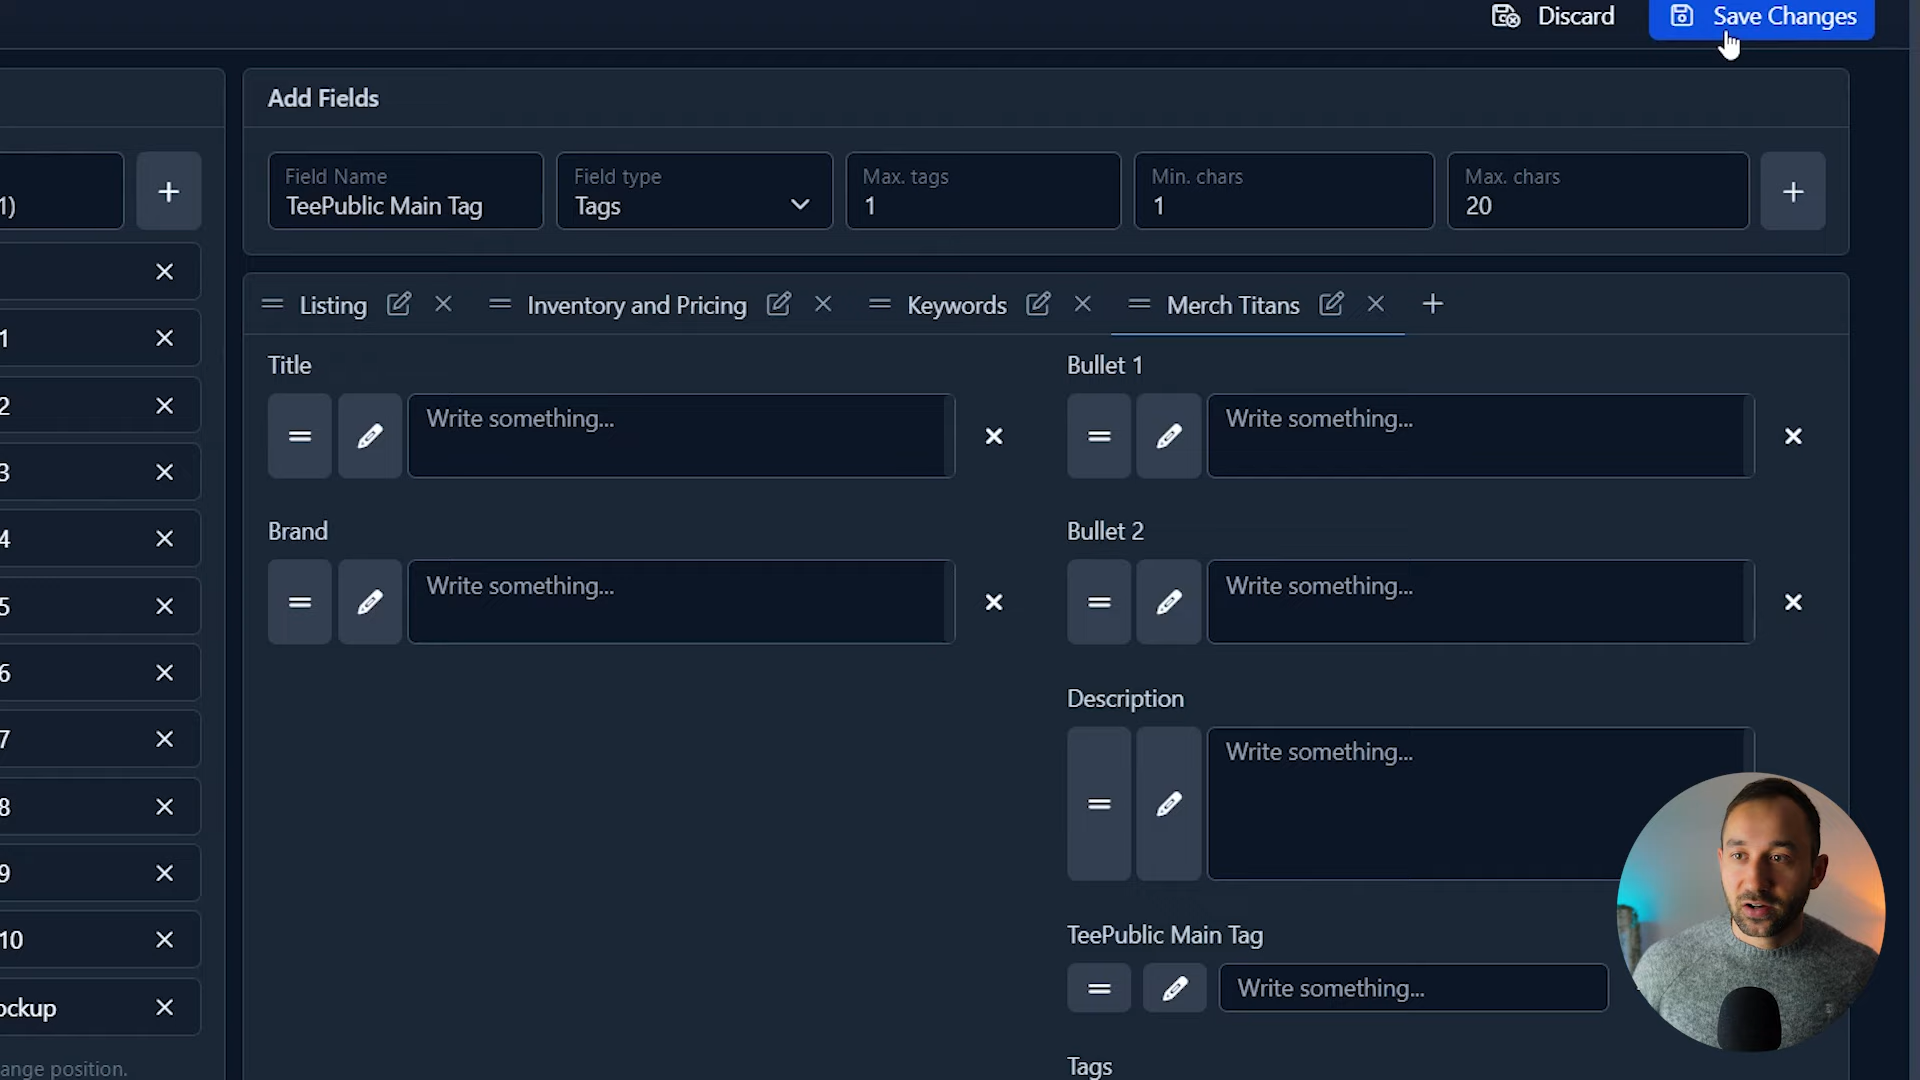 Discard
Save Changes
Add Fields
1)
Field Name
TeePublic Main Tag
Field type
Tags
Max. tags
1
Min. chars
1
Max. chars
20
Listing
Inventory and Pricing
Keywords
Merch Titans
1
2
3
4
5
6
7
8
9
10
ockup
ange position.
Title
Write something...
Brand
Write something...
Bullet 1
Write something...
Bullet 2
Write something...
Description
Write something...
TeePublic Main Tag
Write something...
Tags